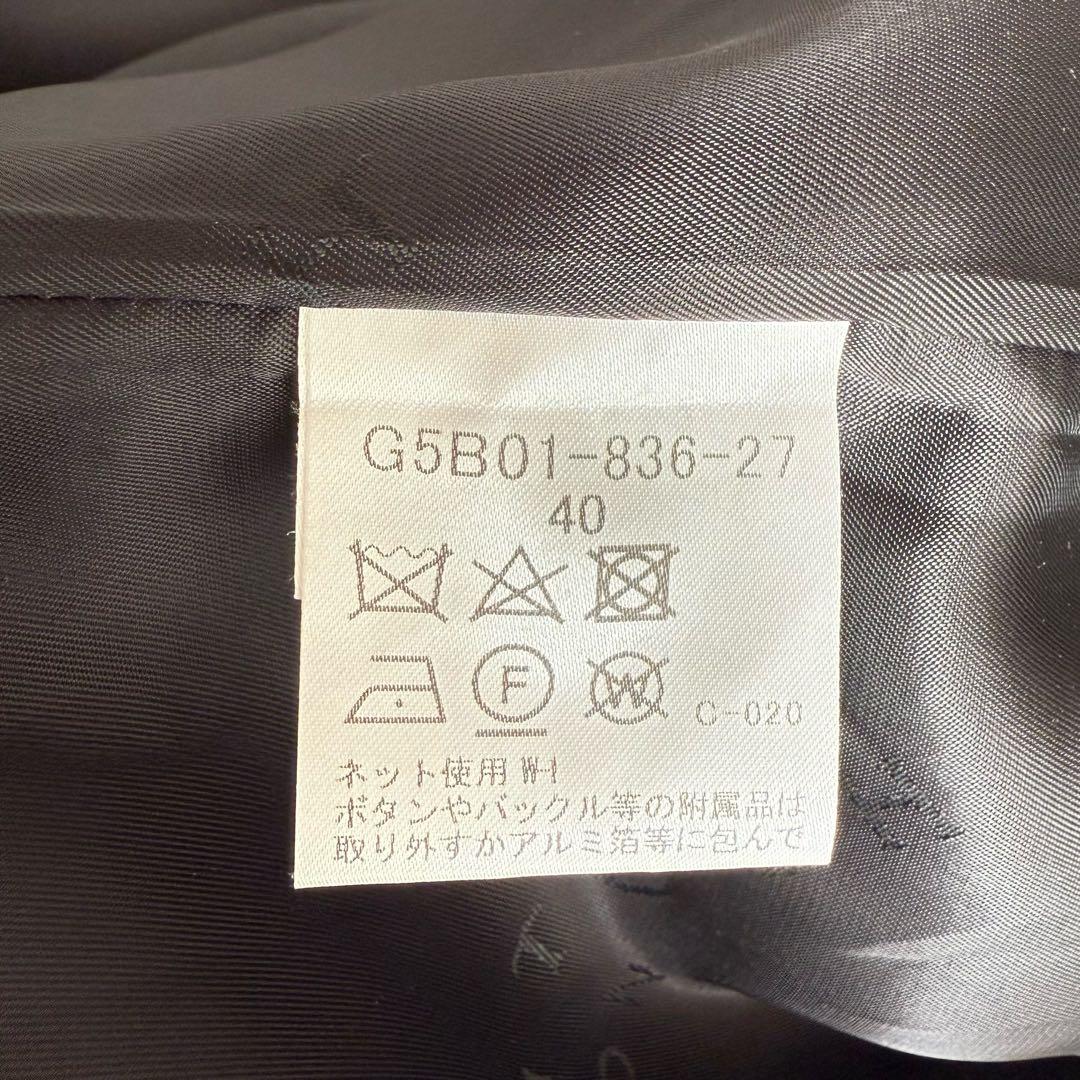 G5B01-836-27
40
F W C-020
ネット使用 W-I
ボタンやバックル等の附属品は
取り外すかアルミ箔等に包んで